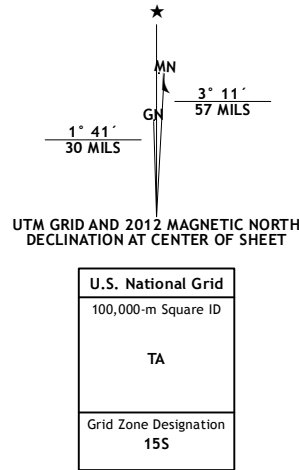 ★
MN
3° 11´
57 MILS
GN
1° 41´
30 MILS
UTM GRID AND 2012 MAGNETIC NORTH
DECLINATION AT CENTER OF SHEET
U.S. National Grid
100,000-m Square ID
TA
Grid Zone Designation
15S